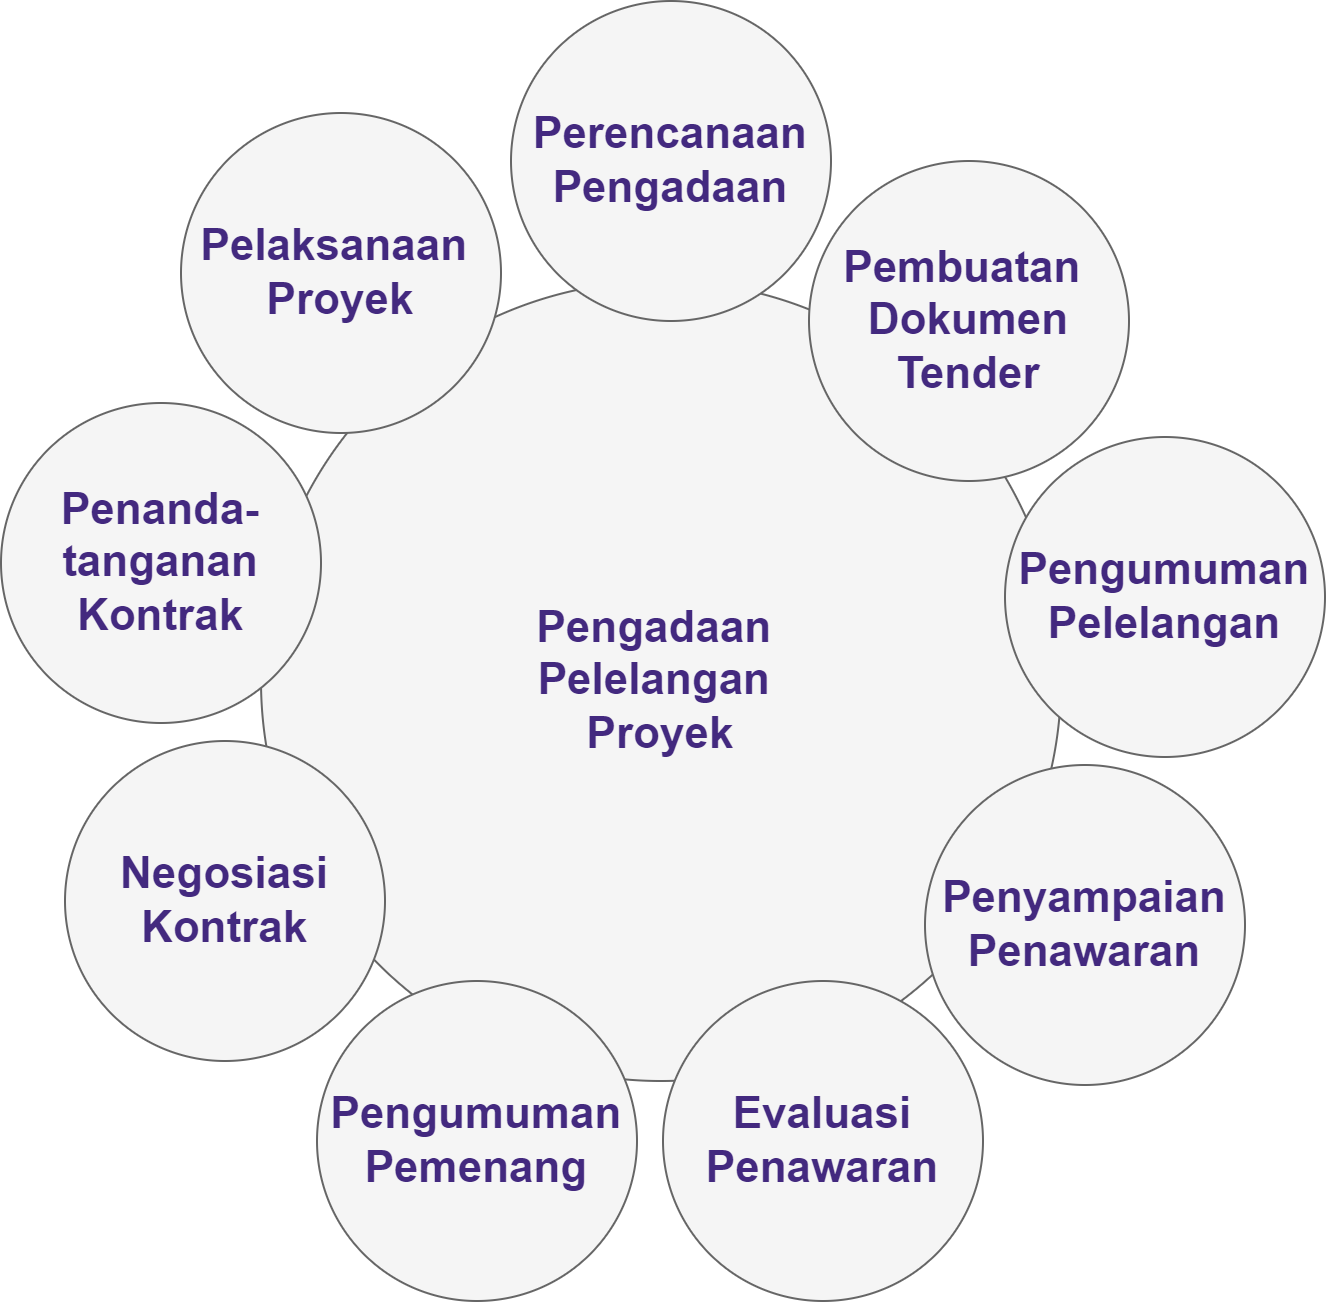 Perencanaan
Pengadaan
Pembuatan
Dokumen
Tender
Pengumuman
Pelelangan
Penyampaian
Penawaran
Evaluasi
Penawaran
Pengumuman
Pemenang
Negosiasi
Kontrak
Penanda-
tanganan
Kontrak
Pelaksanaan
Proyek
Pengadaan
Pelelangan
Proyek